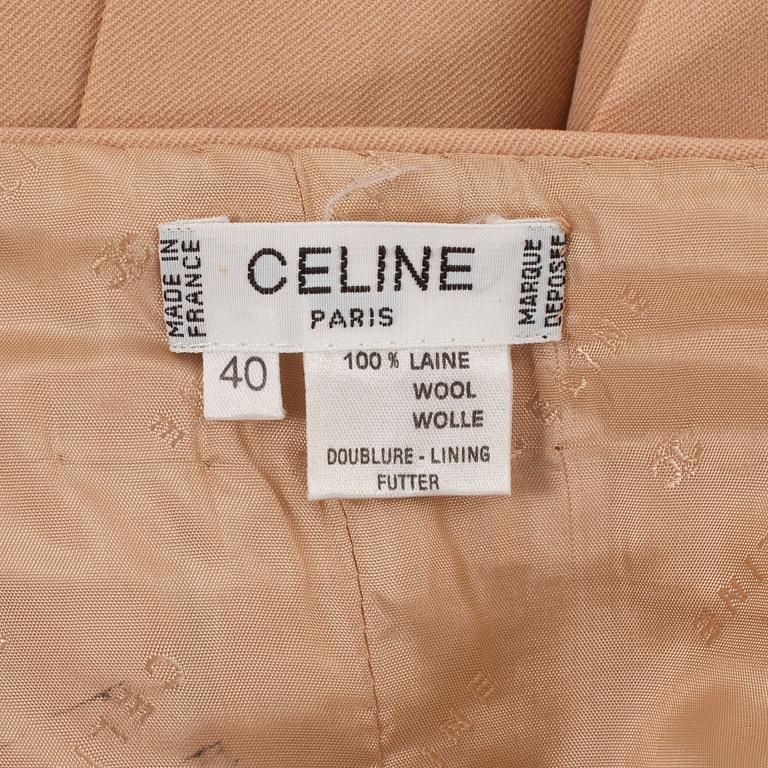 MADE IN
FRANCE
CELINE
PARIS
MARQUE
DEPOSEE
40
100 % LAINE
WOOL
WOLLE
DOUBLURE - LINING
FUTTER